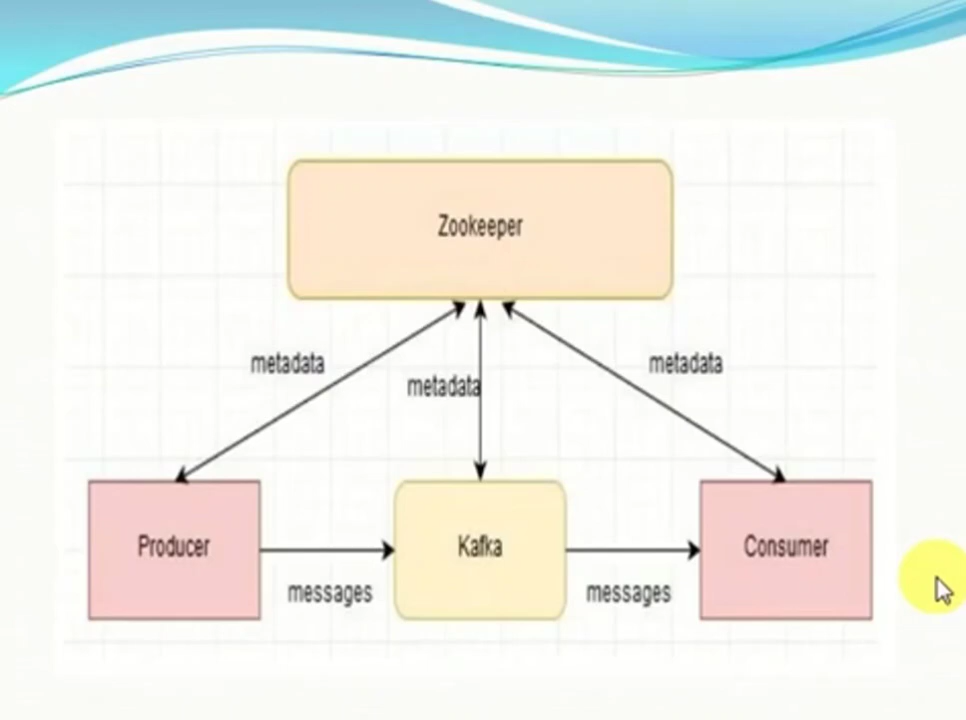 Zookeeper
metadata
metadata
metadata
Producer
Kafka
Consumer
messages
messages